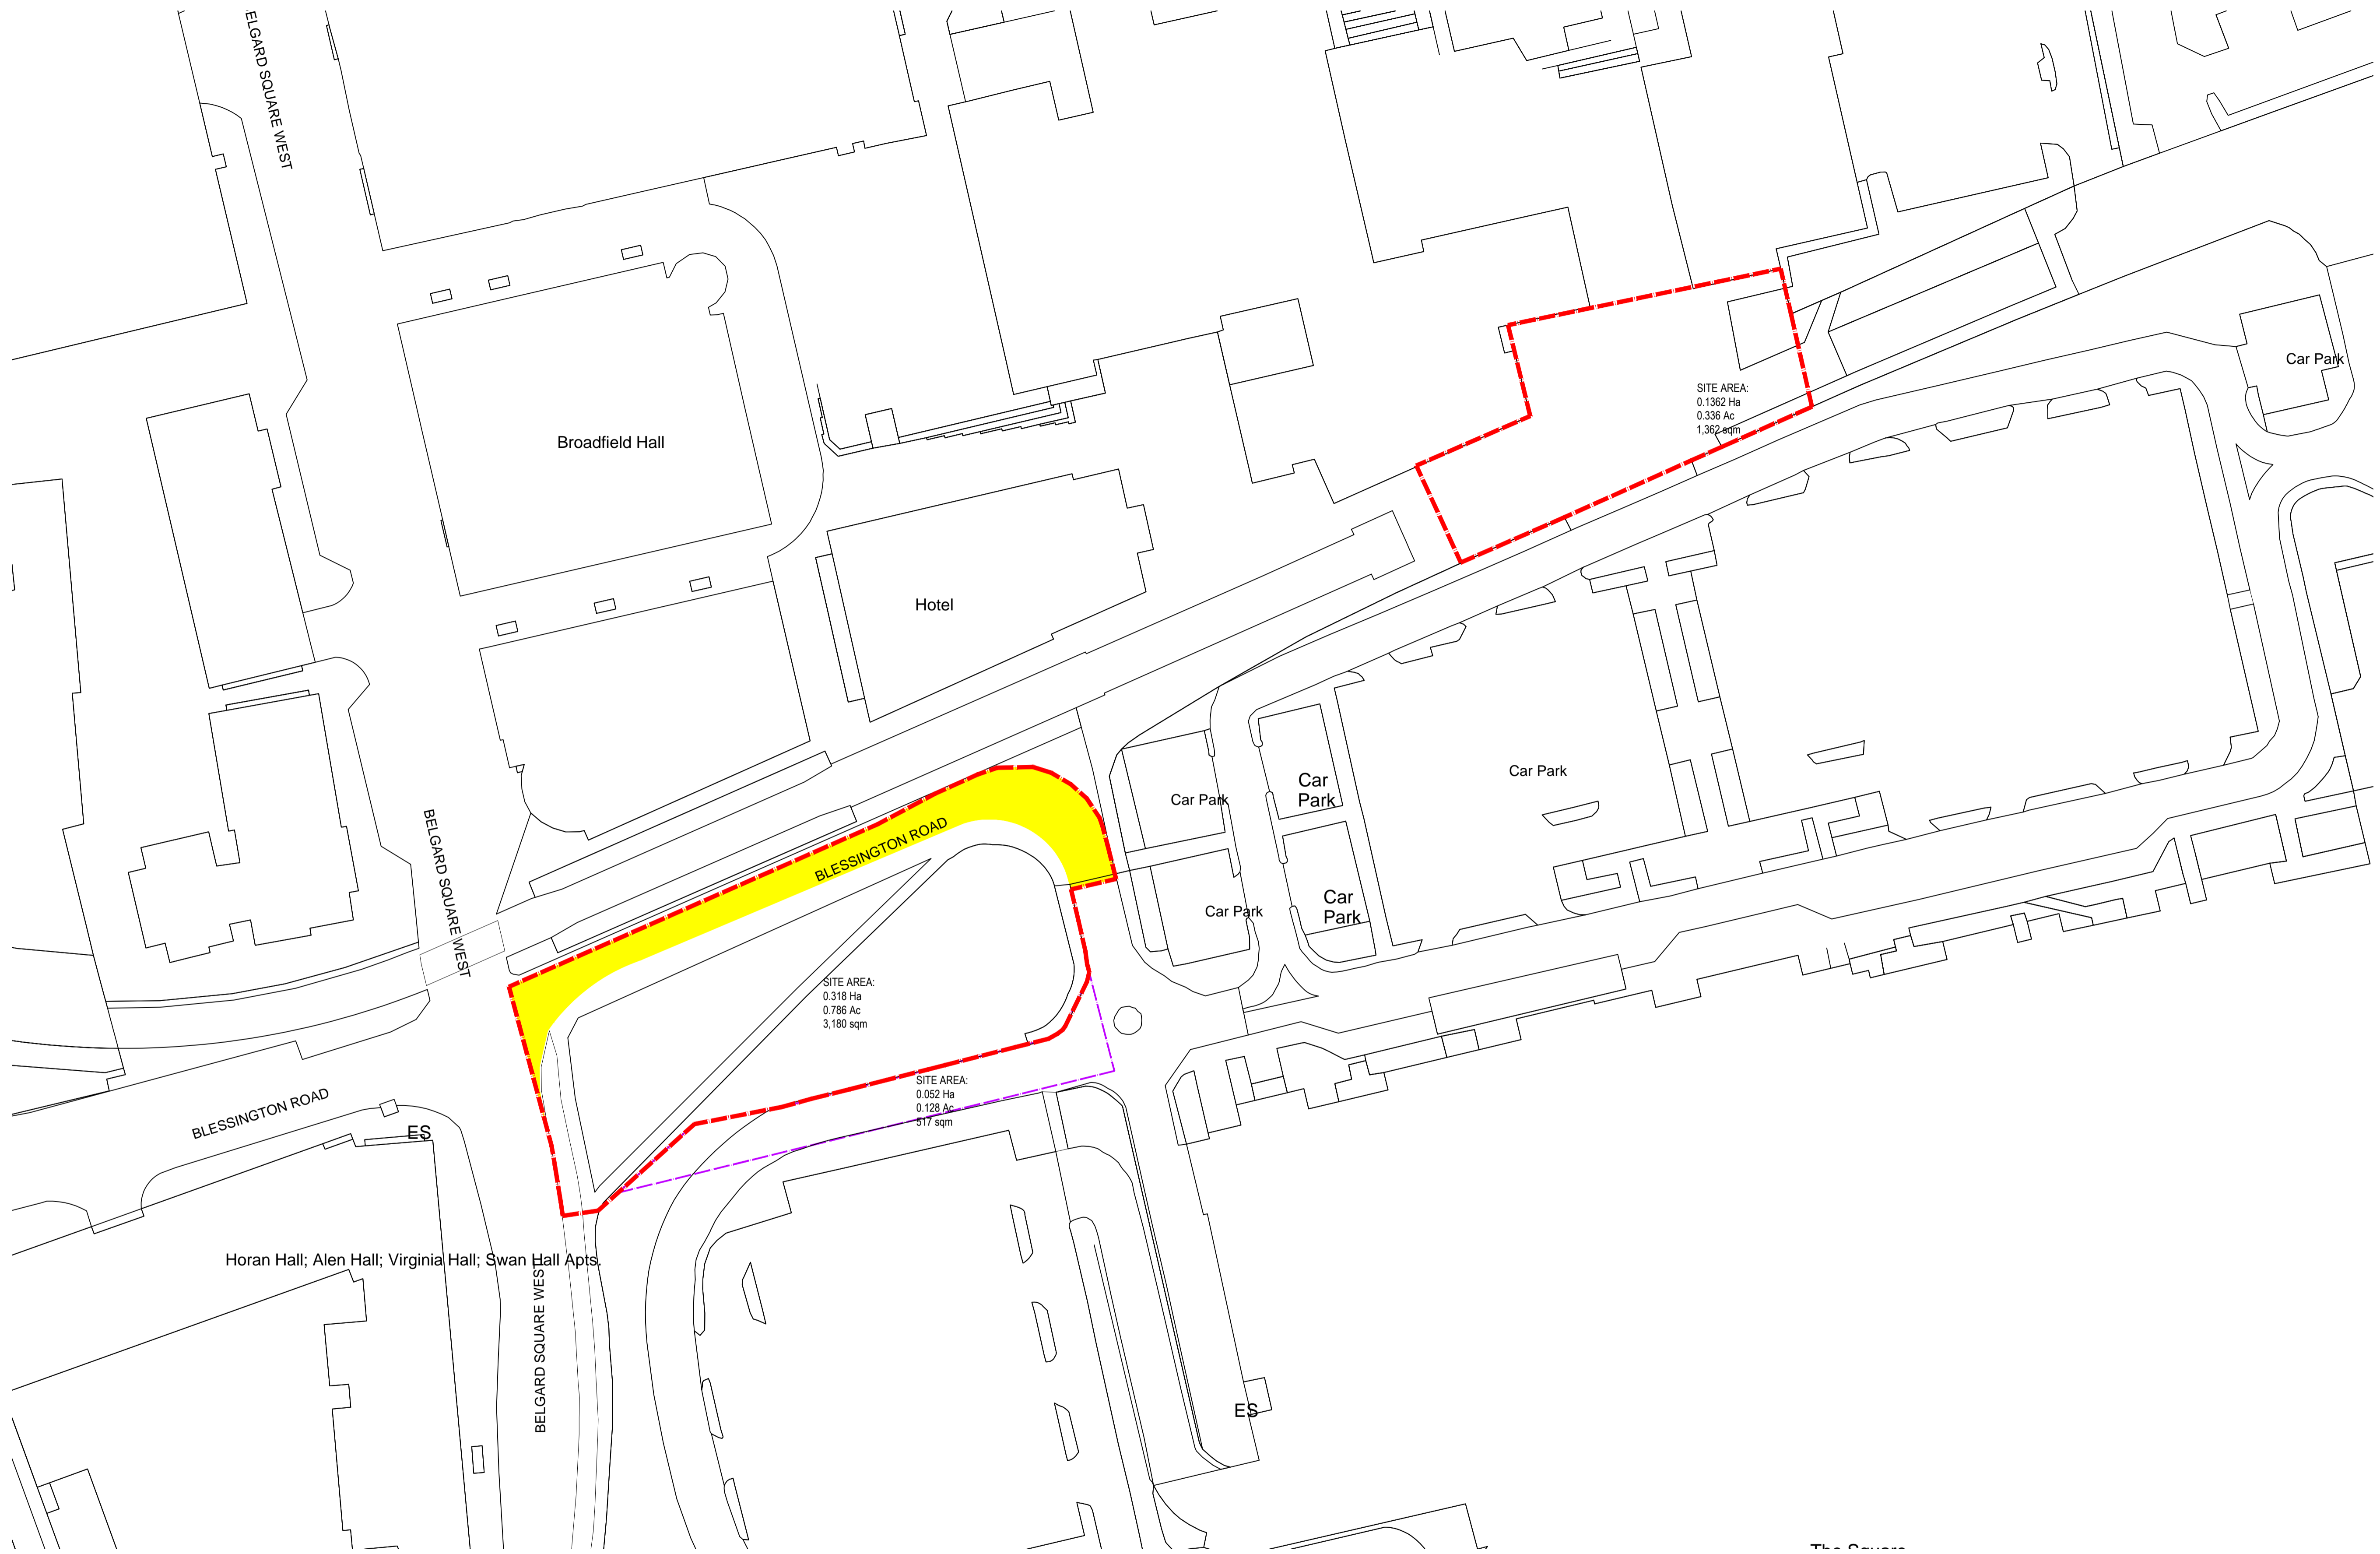 BELGARD SQUARE WEST
Car Park
SITE AREA:
0.1362 Ha
0.336 Ac
1,362 sqm
Broadfield Hall
Hotel
Car
Park
Car Park
Car Park
BLESSINGTON ROAD
BELGARD SQUARE WEST
Car
Park
Car Park
SITE AREA:
0.318 Ha
0.786 Ac
3,180 sqm
SITE AREA:
0.052 Ha
0.128 Ac
517 sqm
BLESSINGTON ROAD
ES
Horan Hall; Alen Hall; Virginia Hall; Swan Hall Apts.
BELGARD SQUARE WEST
ES
The Square